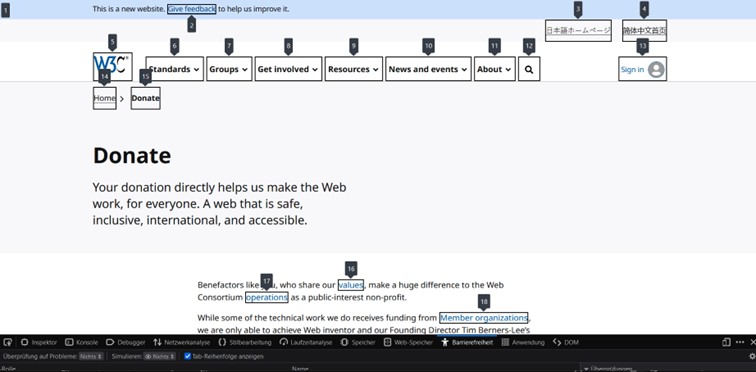 1
This is a new website. Give feedback to help us improve it.
2
3
4
日本語ホームページ
简体中文首页
5
6
7
8
9
10
11
12
13
W3C®
Standards
Groups
Get involved
Resources
News and events
About
Sign in
14
15
Home
Donate
Donate
Your donation directly helps us make the Web
work, for everyone. A web that is safe,
inclusive, international, and accessible.
16
17
Benefactors like you, who share our values, make a huge difference to the Web
Consortium operations as a public-interest non-profit.
18
While some of the technical work we do receives funding from Member organizations,
we are only able to achieve Web inventor and our Founding Director Tim Berners-Lee's
Inspektor Konsole Debugger Netzwerkanalyse Stilbearbeitung Laufzeitanalyse Speicher Web-Speicher Barrierefreiheit Anwendung DOM
Überprüfung auf Probleme: Nichts Simulieren: Nichts Tab-Reihenfolge anzeigen
Rolle Name Überprüfungen